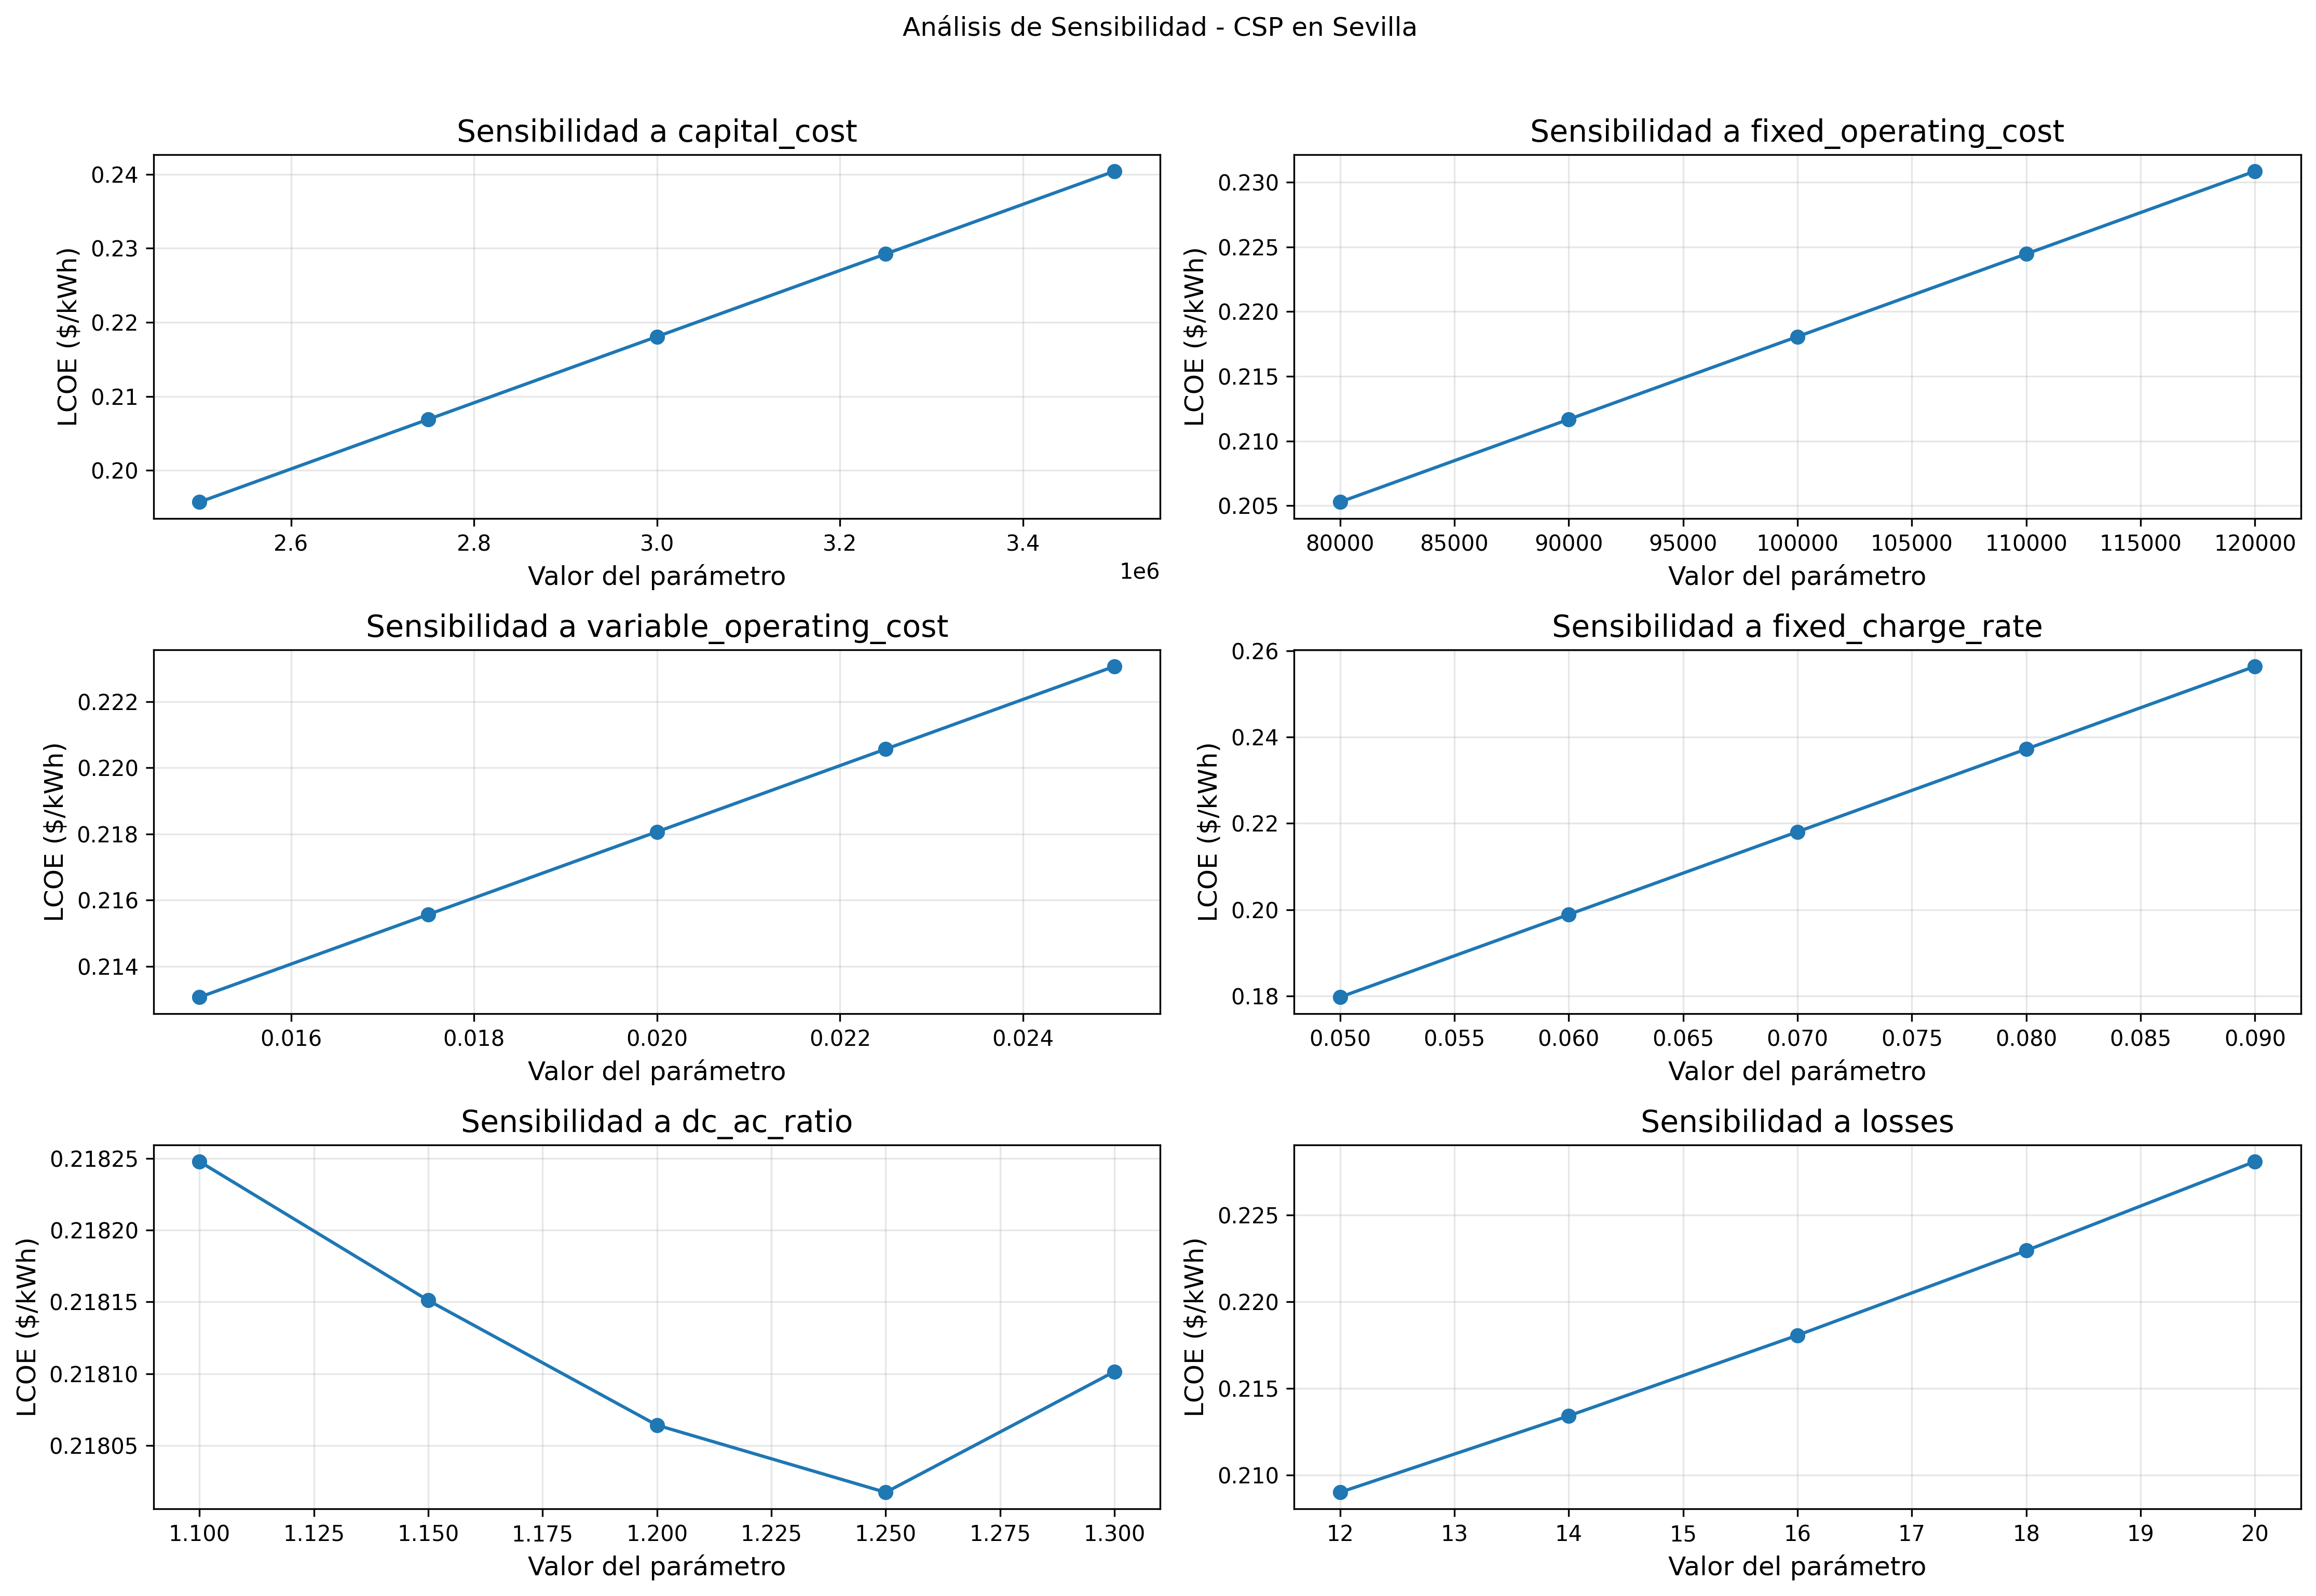 Análisis de Sensibilidad - CSP en Sevilla
Sensibilidad a capital_cost
LCOE ($/kWh)
0.24
0.23
0.22
0.21
0.20
2.6 2.8 3.0 3.2 3.4
1e6
Valor del parámetro
Sensibilidad a fixed_operating_cost
LCOE ($/kWh)
0.230
0.225
0.220
0.215
0.210
0.205
80000 85000 90000 95000 100000 105000 110000 115000 120000
Valor del parámetro
Sensibilidad a variable_operating_cost
LCOE ($/kWh)
0.222
0.220
0.218
0.216
0.214
0.016 0.018 0.020 0.022 0.024
Valor del parámetro
Sensibilidad a fixed_charge_rate
LCOE ($/kWh)
0.26
0.24
0.22
0.20
0.18
0.050 0.055 0.060 0.065 0.070 0.075 0.080 0.085 0.090
Valor del parámetro
Sensibilidad a dc_ac_ratio
LCOE ($/kWh)
0.21825
0.21820
0.21815
0.21810
0.21805
1.100 1.125 1.150 1.175 1.200 1.225 1.250 1.275 1.300
Valor del parámetro
Sensibilidad a losses
LCOE ($/kWh)
0.225
0.220
0.215
0.210
12 13 14 15 16 17 18 19 20
Valor del parámetro